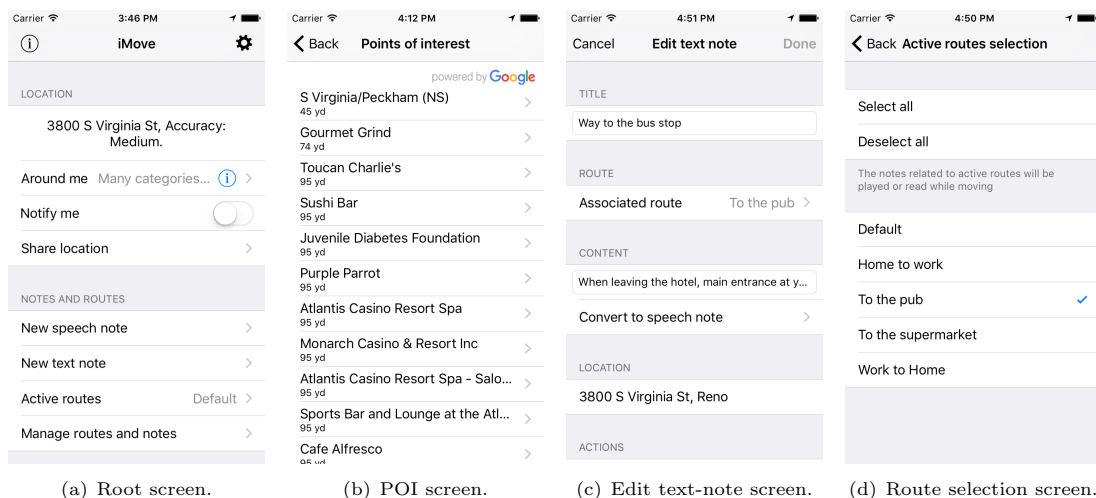 Carrier 3:46 PM
iMove
LOCATION
3800 S Virginia St, Accuracy:
Medium.
Around me Many categories...
Notify me
Share location
NOTES AND ROUTES
New speech note
New text note
Active routes Default
Manage routes and notes
(a) Root screen.
Carrier 4:12 PM
Back Points of interest
powered by Google
S Virginia/Peckham (NS)
45 yd
Gourmet Grind
74 yd
Toucan Charlie's
95 yd
Sushi Bar
95 yd
Juvenile Diabetes Foundation
95 yd
Purple Parrot
95 yd
Atlantis Casino Resort Spa
95 yd
Monarch Casino & Resort Inc
95 yd
Atlantis Casino Resort Spa - Salo...
95 yd
Sports Bar and Lounge at the Atl...
95 yd
Cafe Alfresco
95 yd
(b) POI screen.
Carrier 4:51 PM
Cancel Edit text note Done
TITLE
Way to the bus stop
ROUTE
Associated route To the pub
CONTENT
When leaving the hotel, main entrance at y...
Convert to speech note
LOCATION
3800 S Virginia St, Reno
ACTIONS
(c) Edit text-note screen.
Carrier 4:50 PM
Back Active routes selection
Select all
Deselect all
The notes related to active routes will be
played or read while moving
Default
Home to work
To the pub
To the supermarket
Work to Home
(d) Route selection screen.